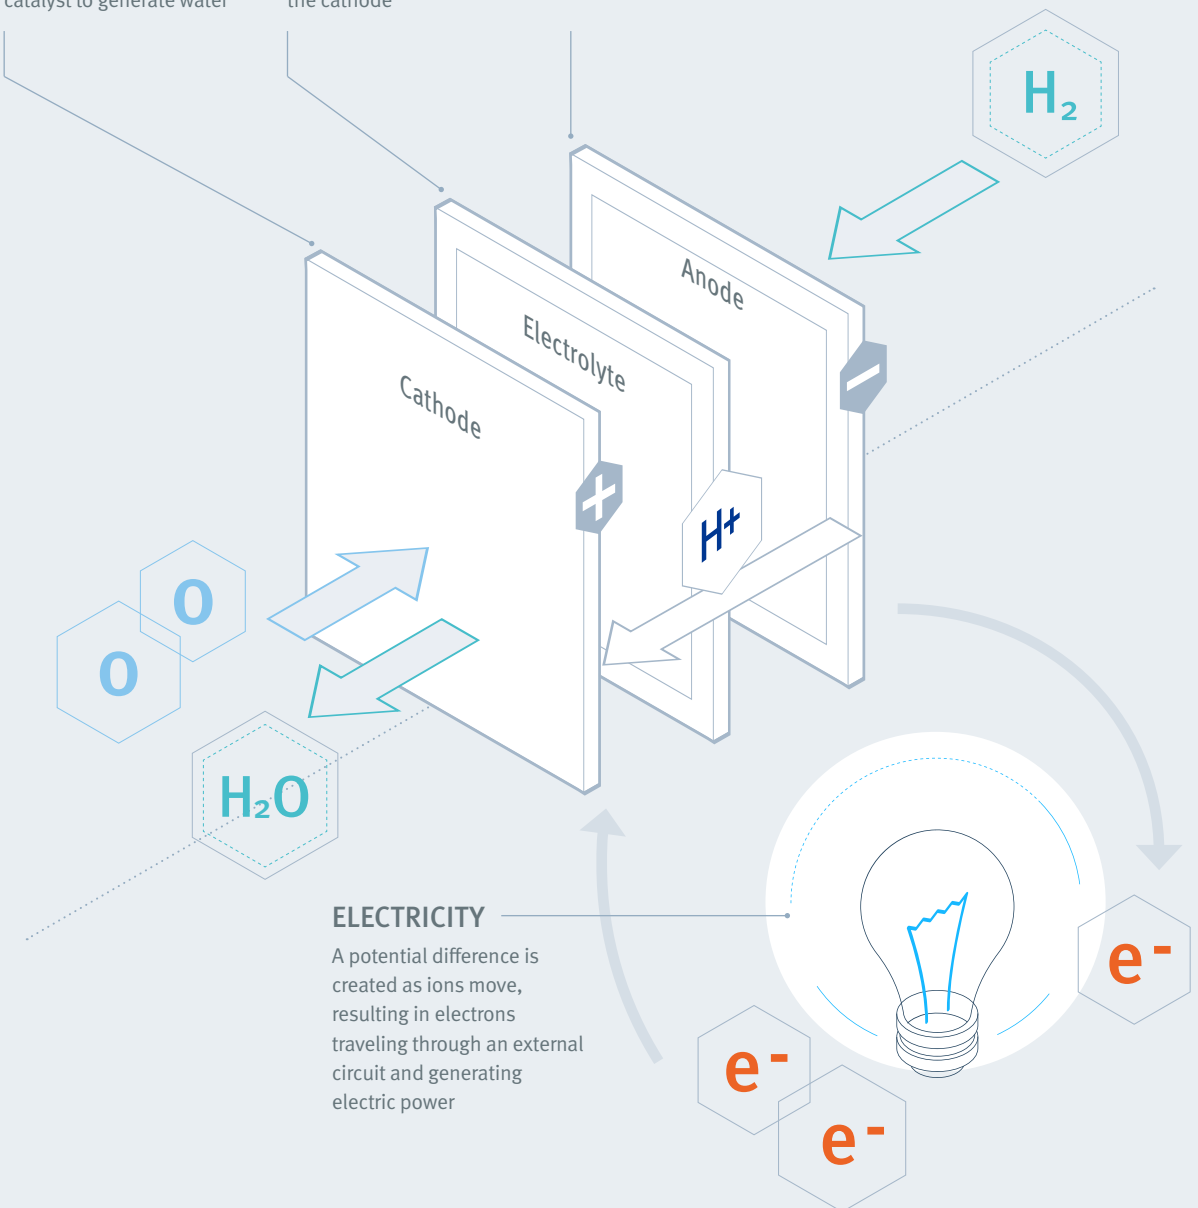 catalyst to generate water
the cathode
H₂
Anode
Electrolyte
Cathode
H+
O
O
H₂O
ELECTRICITY
A potential difference is
created as ions move,
resulting in electrons
traveling through an external
circuit and generating
electric power
e-
e-
e-